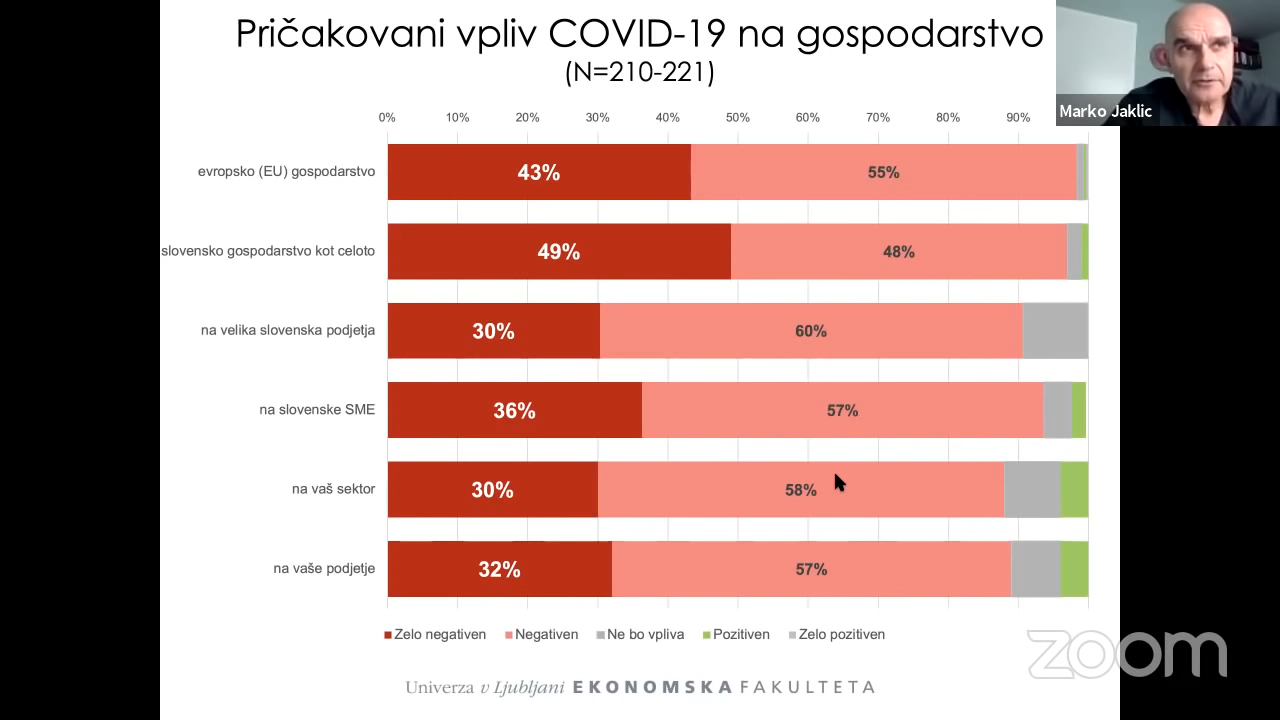 Pričakovani vpliv COVID-19 na gospodarstvo
(N=210-221)
Marko Jaklic
0% 10% 20% 30% 40% 50% 60% 70% 80% 90%
evropsko (EU) gospodarstvo 43% 55%
slovensko gospodarstvo kot celoto 49% 48%
na velika slovenska podjetja 30% 60%
na slovenske SME 36% 57%
na vaš sektor 30% 58%
na vaše podjetje 32% 57%
Zelo negativen Negativen Ne bo vpliva Pozitiven Zelo pozitiven
zoom
Univerza v Ljubljani EKONOMSKA FAKULTETA